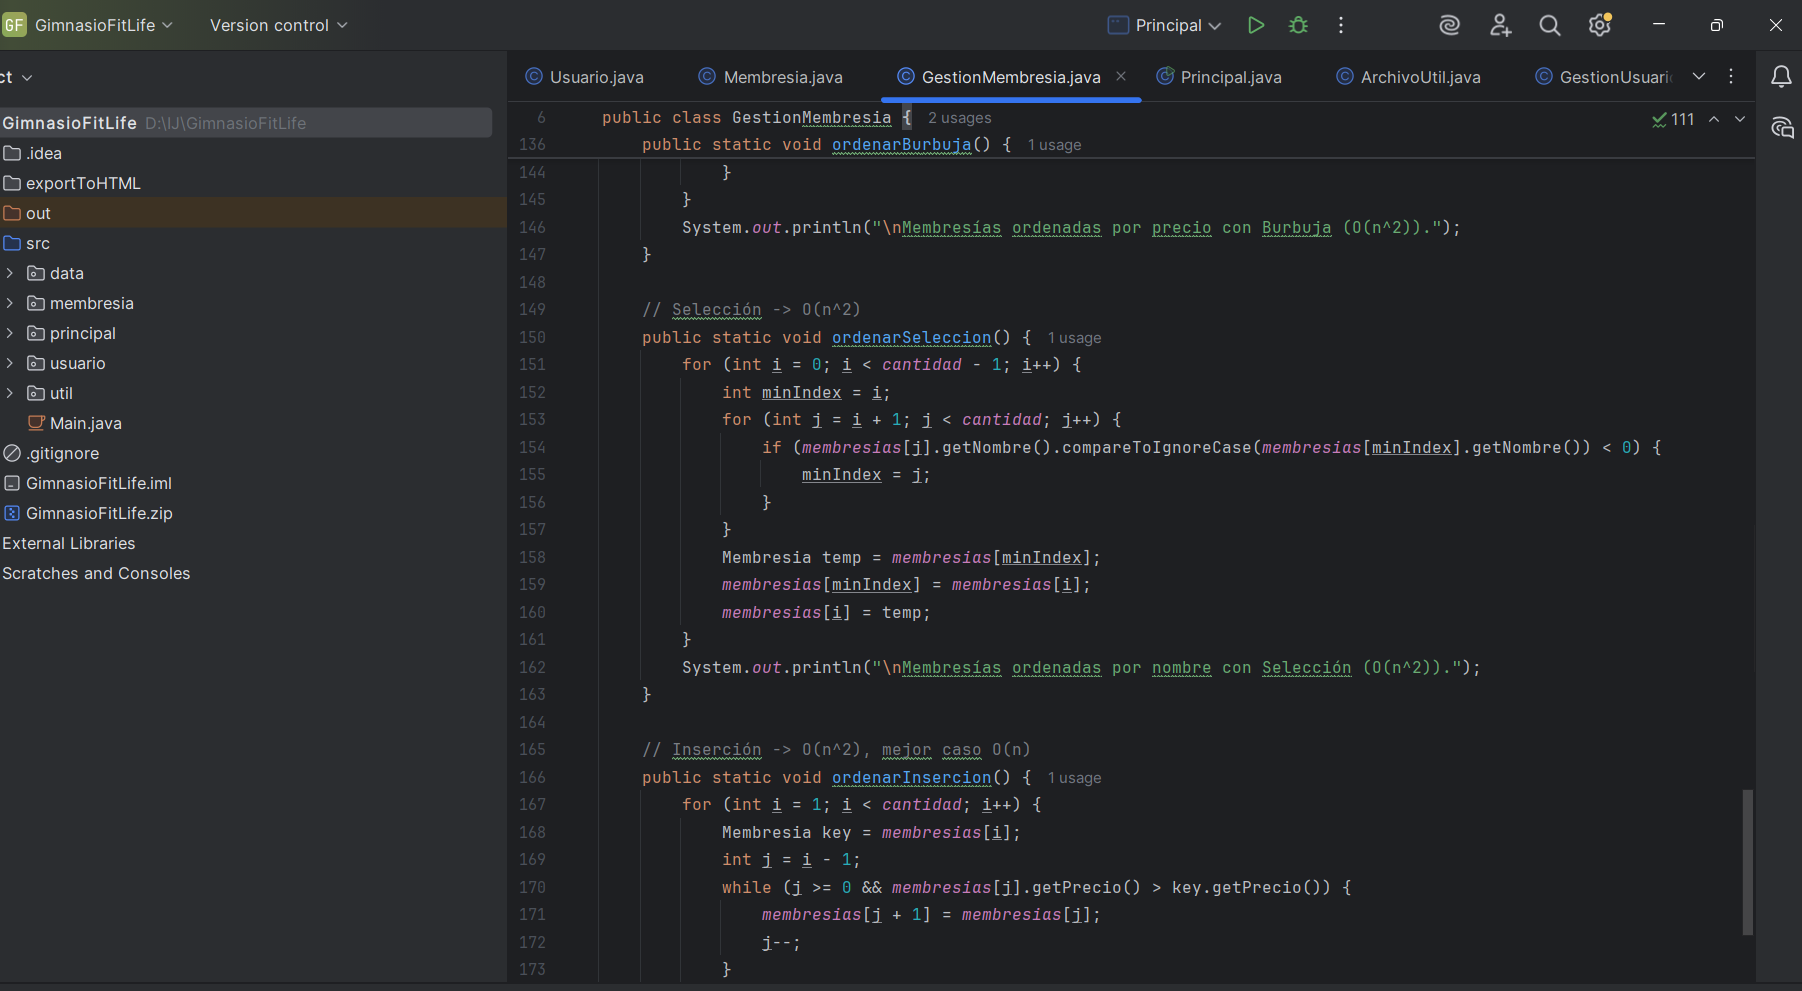 GF GimnasioFitLife Version control Principal
ct
Usuario.java Membresia.java GestionMembresia.java Principal.java ArchivoUtil.java GestionUsuari
GimnasioFitLife D:\IJ\GimnasioFitLife
.idea
exportToHTML
out
src
data
membresia
principal
usuario
util
Main.java
.gitignore
GimnasioFitLife.iml
GimnasioFitLife.zip
External Libraries
Scratches and Consoles
111
6 public class GestionMembresia { 2 usages
136 public static void ordenarBurbuja() { 1 usage
144 }
145 }
146 System.out.println("\nMembresías ordenadas por precio con Burbuja (O(n^2)).");
147 }
148
149 // Selección -> O(n^2)
150 public static void ordenarSeleccion() { 1 usage
151 for (int i = 0; i < cantidad - 1; i++) {
152 int minIndex = i;
153 for (int j = i + 1; j < cantidad; j++) {
154 if (membresias[j].getNombre().compareToIgnoreCase(membresias[minIndex].getNombre()) < 0) {
155 minIndex = j;
156 }
157 }
158 Membresia temp = membresias[minIndex];
159 membresias[minIndex] = membresias[i];
160 membresias[i] = temp;
161 }
162 System.out.println("\nMembresías ordenadas por nombre con Selección (O(n^2)).");
163 }
164
165 // Inserción -> O(n^2), mejor caso O(n)
166 public static void ordenarInsercion() { 1 usage
167 for (int i = 1; i < cantidad; i++) {
168 Membresia key = membresias[i];
169 int j = i - 1;
170 while (j >= 0 && membresias[j].getPrecio() > key.getPrecio()) {
171 membresias[j + 1] = membresias[j];
172 j--;
173 }